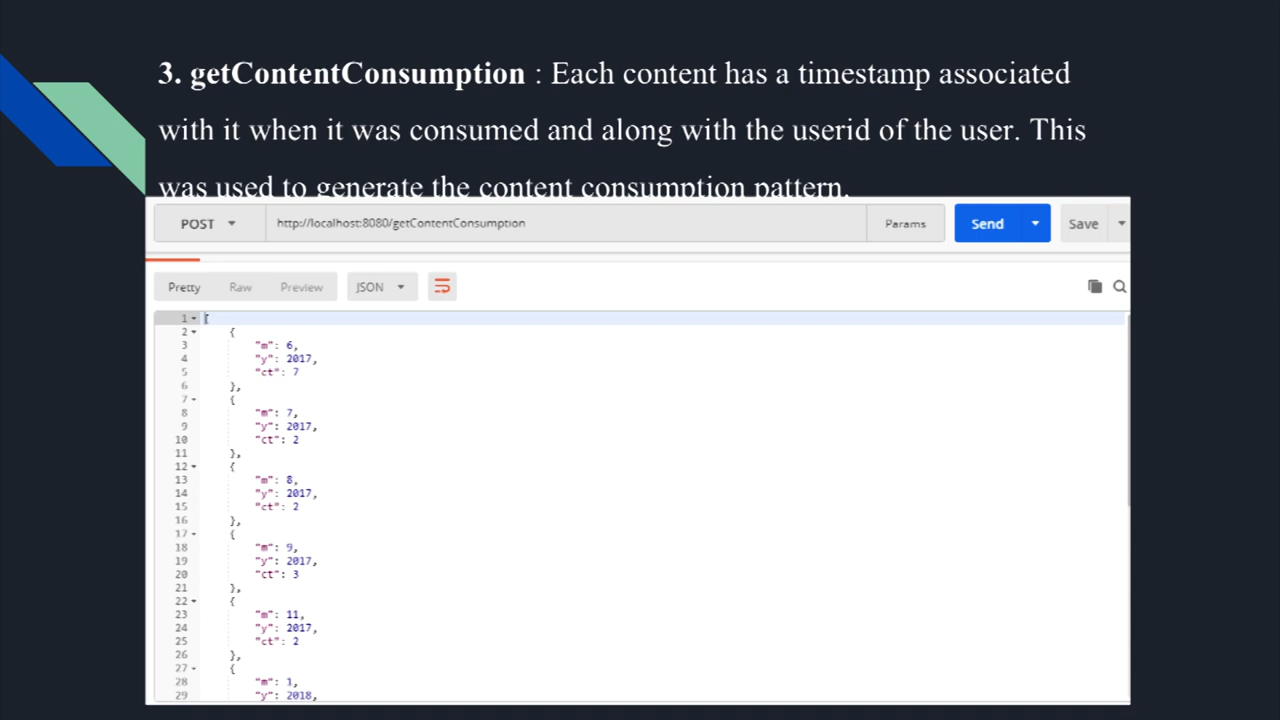 3. getContentConsumption : Each content has a timestamp associated
with it when it was consumed and along with the userid of the user. This
was used to generate the content consumption pattern.
POST http://localhost:8080/getContentConsumption Params Send Save
Pretty Raw Preview JSON
1 [
2 {
3 "m": 6,
4 "y": 2017,
5 "ct": 7
6 },
7 {
8 "m": 7,
9 "y": 2017,
10 "ct": 2
11 },
12 {
13 "m": 8,
14 "y": 2017,
15 "ct": 2
16 },
17 {
18 "m": 9,
19 "y": 2017,
20 "ct": 3
21 },
22 {
23 "m": 11,
24 "y": 2017,
25 "ct": 2
26 },
27 {
28 "m": 1,
29 "y": 2018,